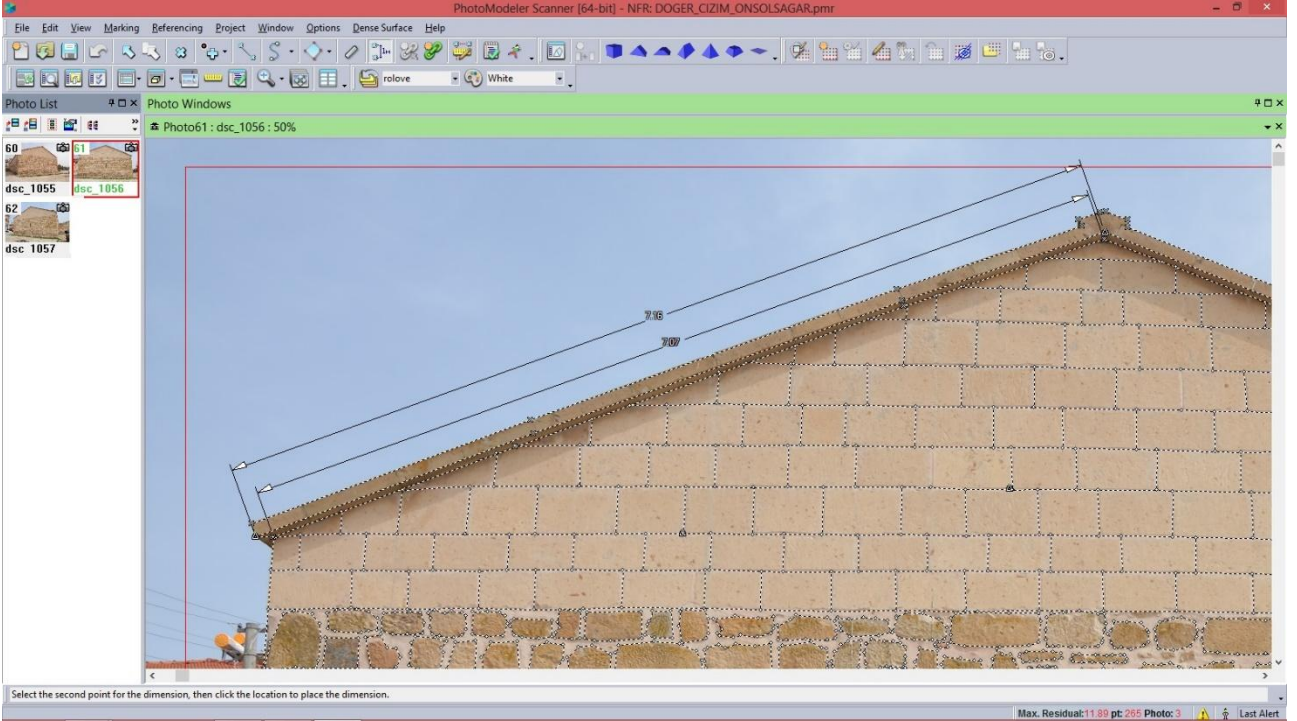 PhotoModeler Scanner [64-bit] - NFR: DOGER_CIZIM_ONSOLSAGAR.pmr
File Edit View Marking Referencing Project Window Options Dense Surface Help
rolove White
Photo List
Photo Windows
Photo61 : dsc_1056 : 50%
60 61
dsc_1055 dsc_1056
62
dsc_1057
7.16
7.07
Select the second point for the dimension, then click the location to place the dimension.
Max. Residual:11.89 pt: 265 Photo: 3 Last Alert